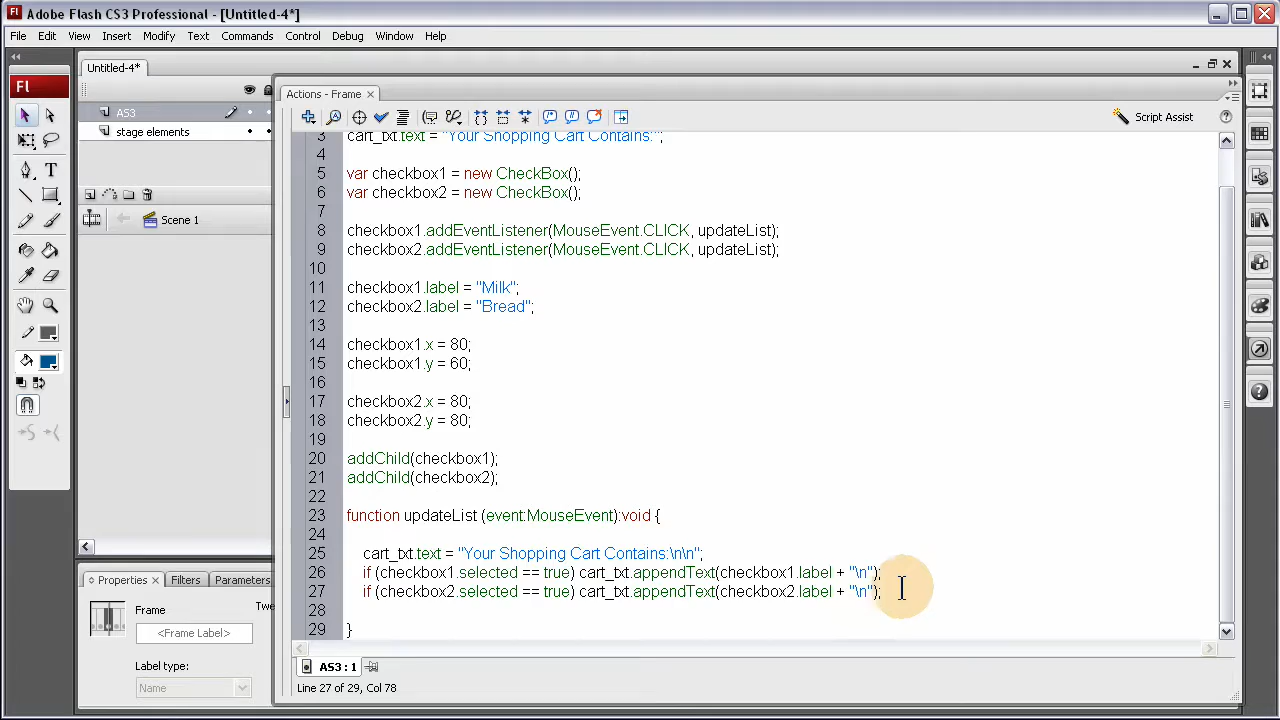 Fl Adobe Flash CS3 Professional - [Untitled-4*]
File Edit View Insert Modify Text Commands Control Debug Window Help
Untitled-4*
Fl
Actions - Frame
AS3
stage elements
Script Assist
Scene 1
3 cart_txt.text = "Your Shopping Cart Contains:";
4
5 var checkbox1 = new CheckBox();
6 var checkbox2 = new CheckBox();
7
8 checkbox1.addEventListener(MouseEvent.CLICK, updateList);
9 checkbox2.addEventListener(MouseEvent.CLICK, updateList);
10
11 checkbox1.label = "Milk";
12 checkbox2.label = "Bread";
13
14 checkbox1.x = 80;
15 checkbox1.y = 60;
16
17 checkbox2.x = 80;
18 checkbox2.y = 80;
19
20 addChild(checkbox1);
21 addChild(checkbox2);
22
23 function updateList (event:MouseEvent):void {
24
25 cart_txt.text = "Your Shopping Cart Contains:\n\n";
26 if (checkbox1.selected == true) cart_txt.appendText(checkbox1.label + "\n");
27 if (checkbox2.selected == true) cart_txt.appendText(checkbox2.label + "\n");
28
29 }
AS3 : 1
Line 27 of 29, Col 78
Properties Filters Parameters
Frame Twe
<Frame Label>
Label type:
Name